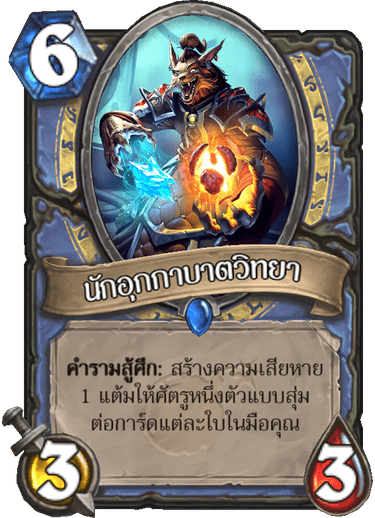 6
นักอุกกาบาตวิทยา
คำรามสู้ศึก: สร้างความเสียหาย
1 แต้มให้ศัตรูหนึ่งตัวแบบสุ่ม
ต่อการ์ดแต่ละใบในมือคุณ
3
3